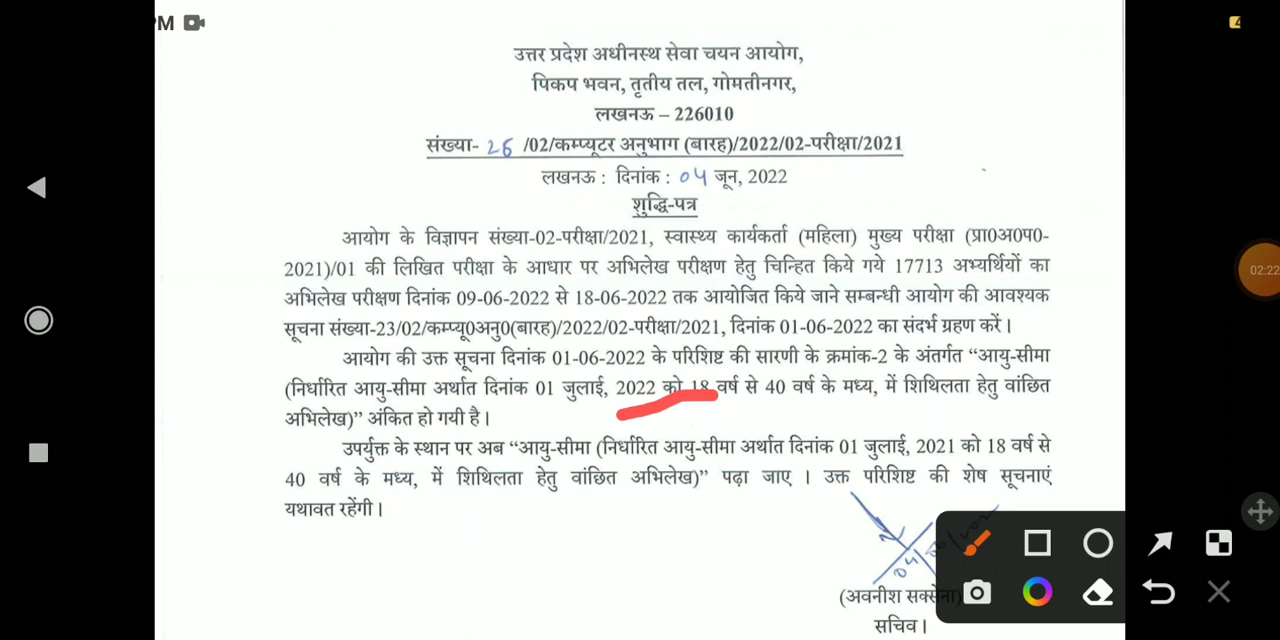 PM
उत्तर प्रदेश अधीनस्थ सेवा चयन आयोग,
पिकप भवन, तृतीय तल, गोमतीनगर,
लखनऊ – 226010
संख्या- 26 /02/कम्प्यूटर अनुभाग (बारह)/2022/02-परीक्षा/2021
लखनऊ : दिनांक : 04 जून, 2022
शुद्धि-पत्र
आयोग के विज्ञापन संख्या-02-परीक्षा/2021, स्वास्थ्य कार्यकर्ता (महिला) मुख्य परीक्षा (प्रा0अ0प0-
2021)/01 की लिखित परीक्षा के आधार पर अभिलेख परीक्षण हेतु चिन्हित किये गये 17713 अभ्यर्थियों का
अभिलेख परीक्षण दिनांक 09-06-2022 से 18-06-2022 तक आयोजित किये जाने सम्बन्धी आयोग की आवश्यक
सूचना संख्या-23/02/कम्प्यू0अनु0(बारह)/2022/02-परीक्षा/2021, दिनांक 01-06-2022 का संदर्भ ग्रहण करें।
आयोग की उक्त सूचना दिनांक 01-06-2022 के परिशिष्ट की सारणी के क्रमांक-2 के अंतर्गत “आयु-सीमा
(निर्धारित आयु-सीमा अर्थात दिनांक 01 जुलाई, 2022 को 18 वर्ष से 40 वर्ष के मध्य, में शिथिलता हेतु वांछित
अभिलेख)” अंकित हो गयी है।
उपर्युक्त के स्थान पर अब “आयु-सीमा (निर्धारित आयु-सीमा अर्थात दिनांक 01 जुलाई, 2021 को 18 वर्ष से
40 वर्ष के मध्य, में शिथिलता हेतु वांछित अभिलेख)” पढ़ा जाए । उक्त परिशिष्ट की शेष सूचनाएं
यथावत रहेंगी।
(अवनीश सक्सेना)
सचिव।
02:22